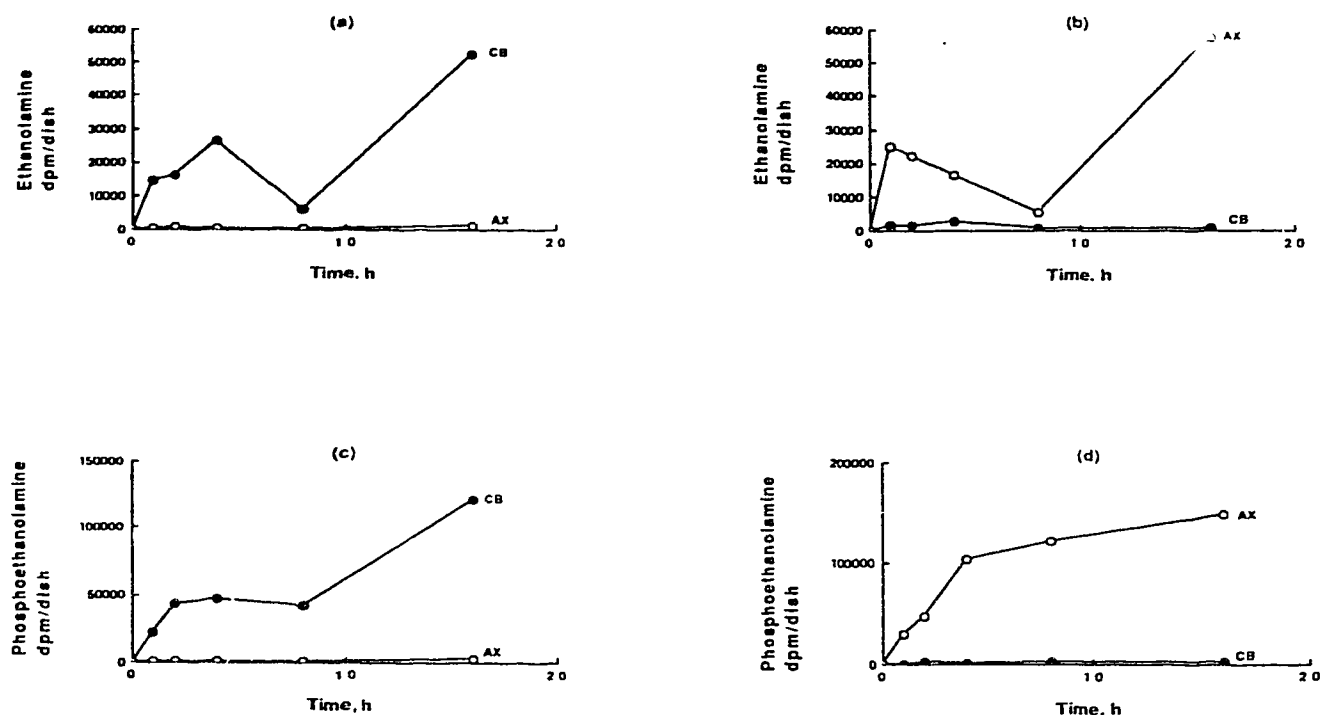 (a)
60000
50000
40000
30000
20000
10000
0
Ethanolamine
dpm/dish
CB
AX
10
20
Time, h
(b)
60000
50000
40000
30000
20000
10000
0
Ethanolamine
dpm/dish
AX
CB
0
10
20
Time, h
(c)
150000
100000
50000
0
Phosphoethanolamine
dpm/dish
CB
AX
0
10
20
Time, h
(d)
200000
100000
0
Phosphoethanolamine
dpm/dish
AX
CB
0
10
20
Time, h